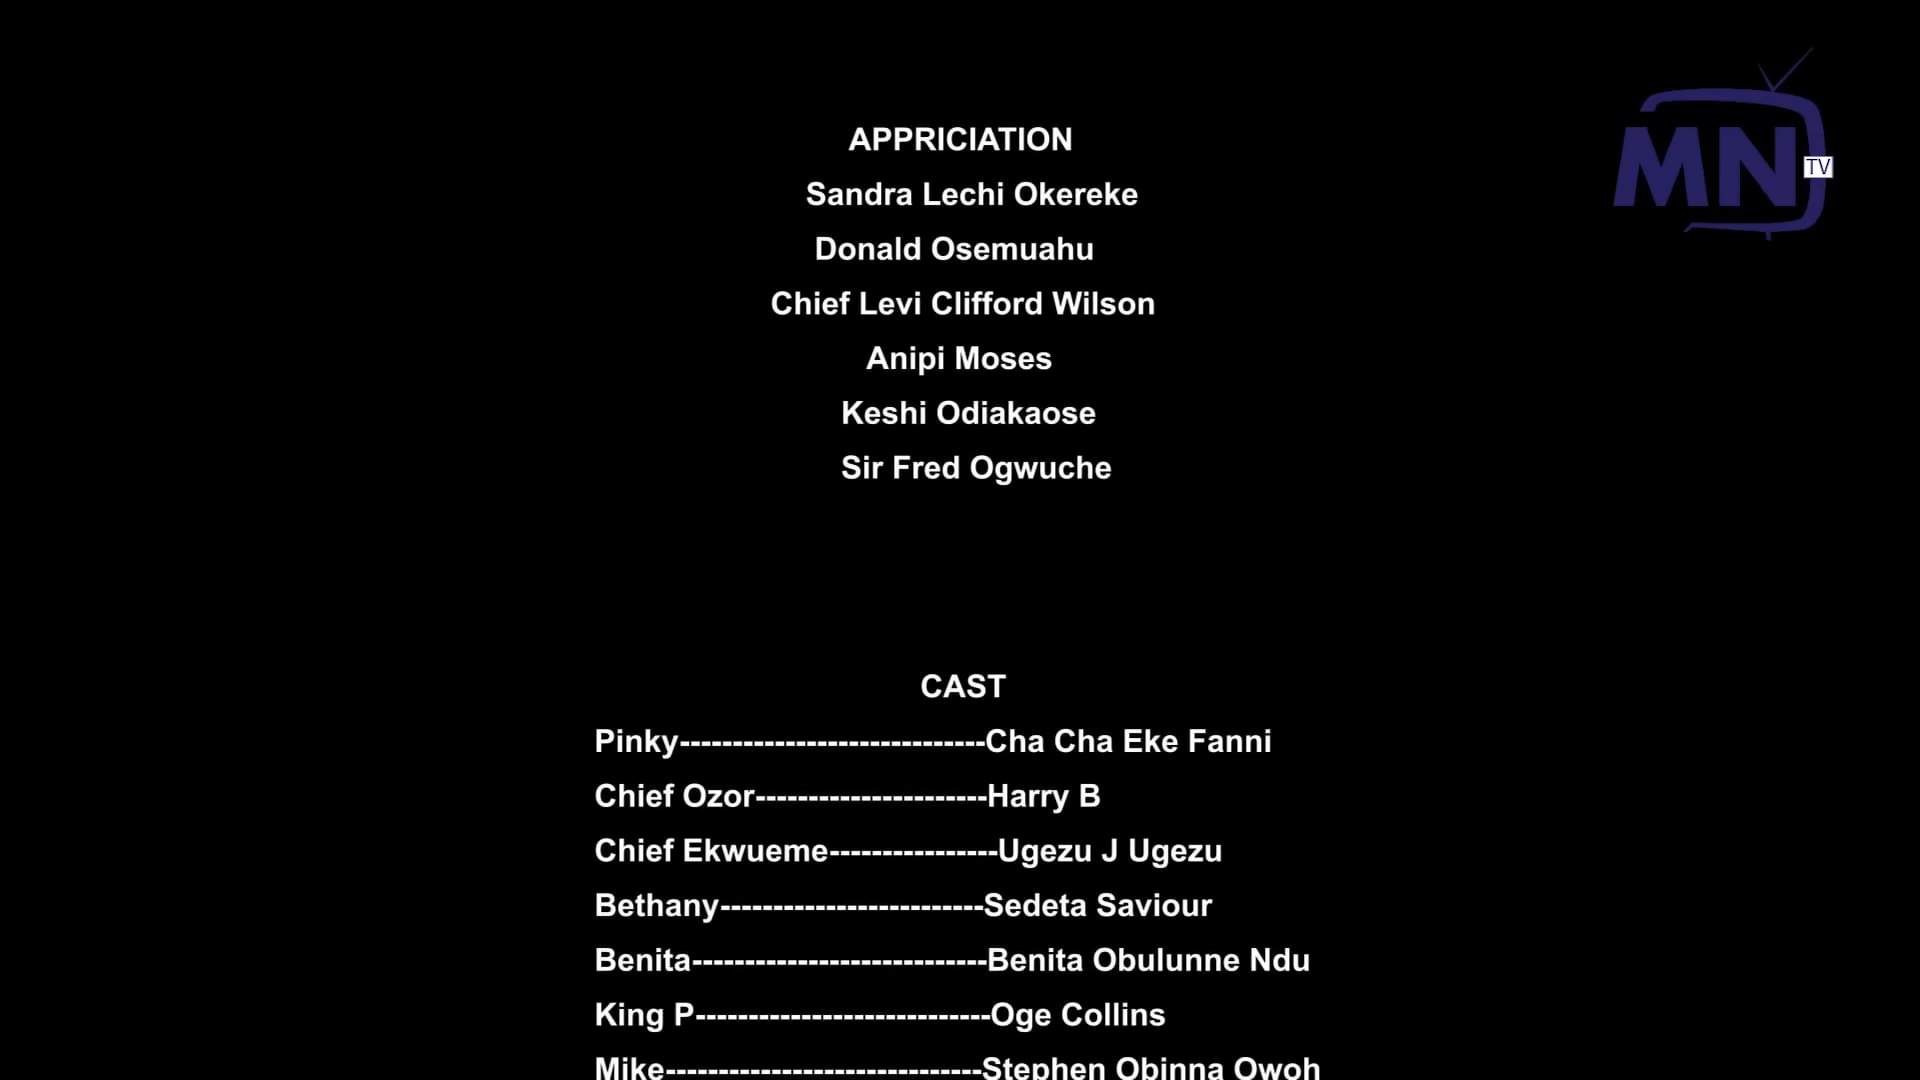 APPRICIATION
Sandra Lechi Okereke
Donald Osemuahu
Chief Levi Clifford Wilson
Anipi Moses
Keshi Odiakaose
Sir Fred Ogwuche
MN
TV
CAST
Pinky-----------------------------Cha Cha Eke Fanni
Chief Ozor----------------------Harry B
Chief Ekwueme----------------Ugezu J Ugezu
Bethany-------------------------Sedeta Saviour
Benita----------------------------Benita Obulunne Ndu
King P----------------------------Oge Collins
Mike------------------------------Stephen Obinna Owoh